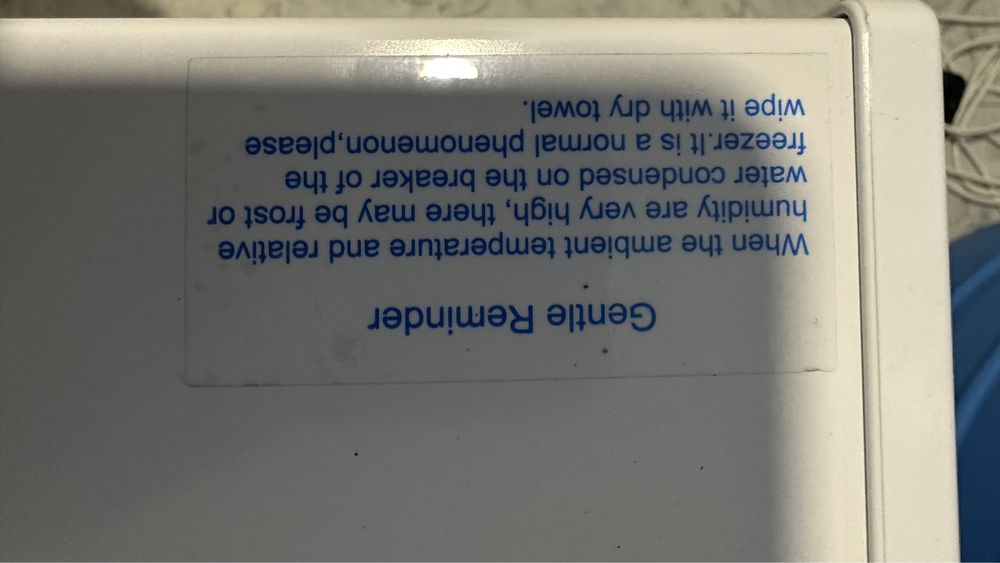 Gentle Reminder
When the ambient temperature and relative
humidity are very high, there may be frost or
water condensed on the breaker of the
freezer.It is a normal phenomenon,please
wipe it with dry towel.